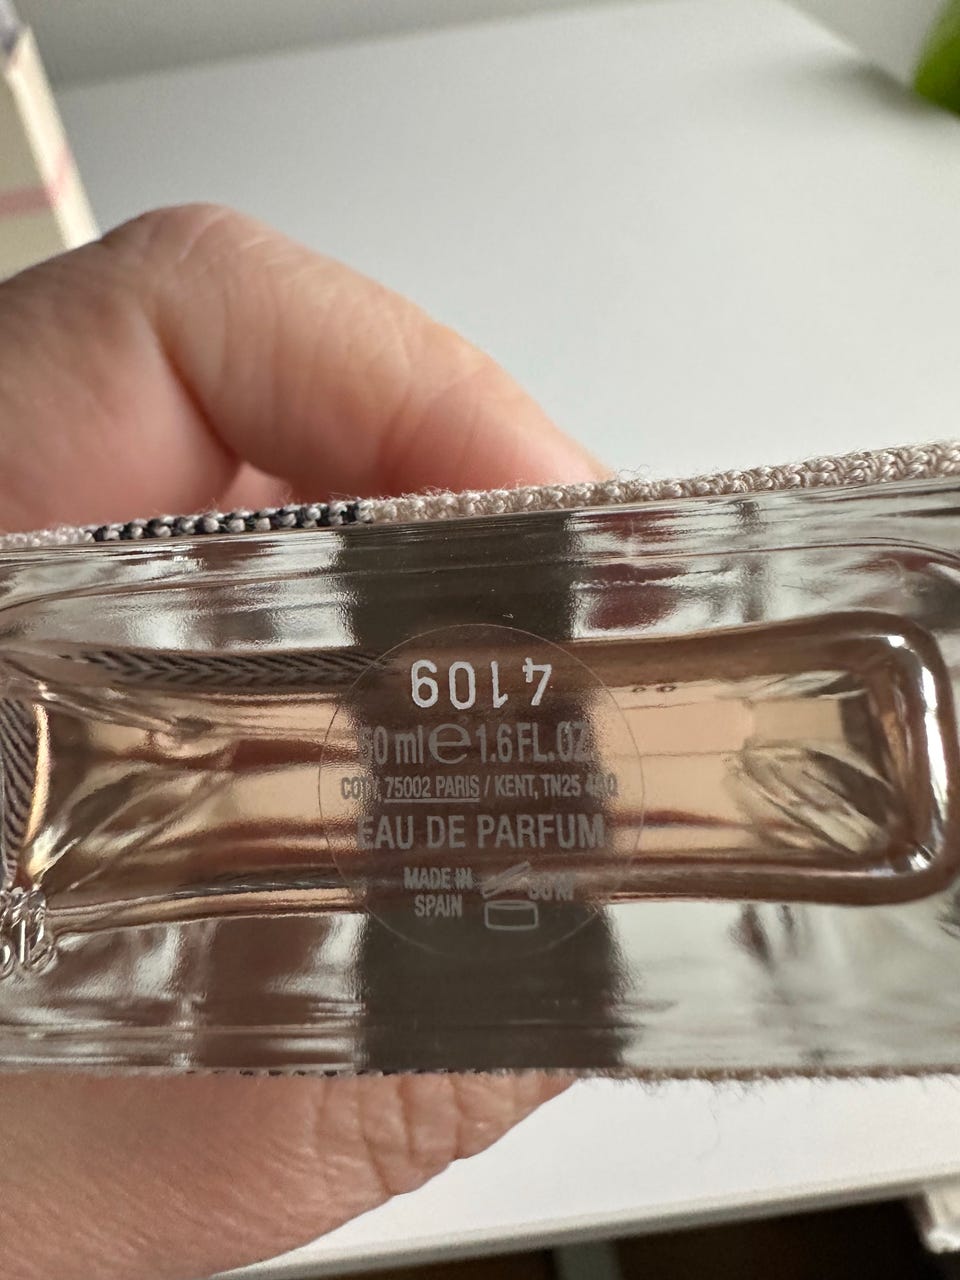 4109
50 ml ℮ 1.6 FL.OZ.
COTY 75002 PARIS / KENT, TN25 4AQ
EAU DE PARFUM
MADE IN
SPAIN